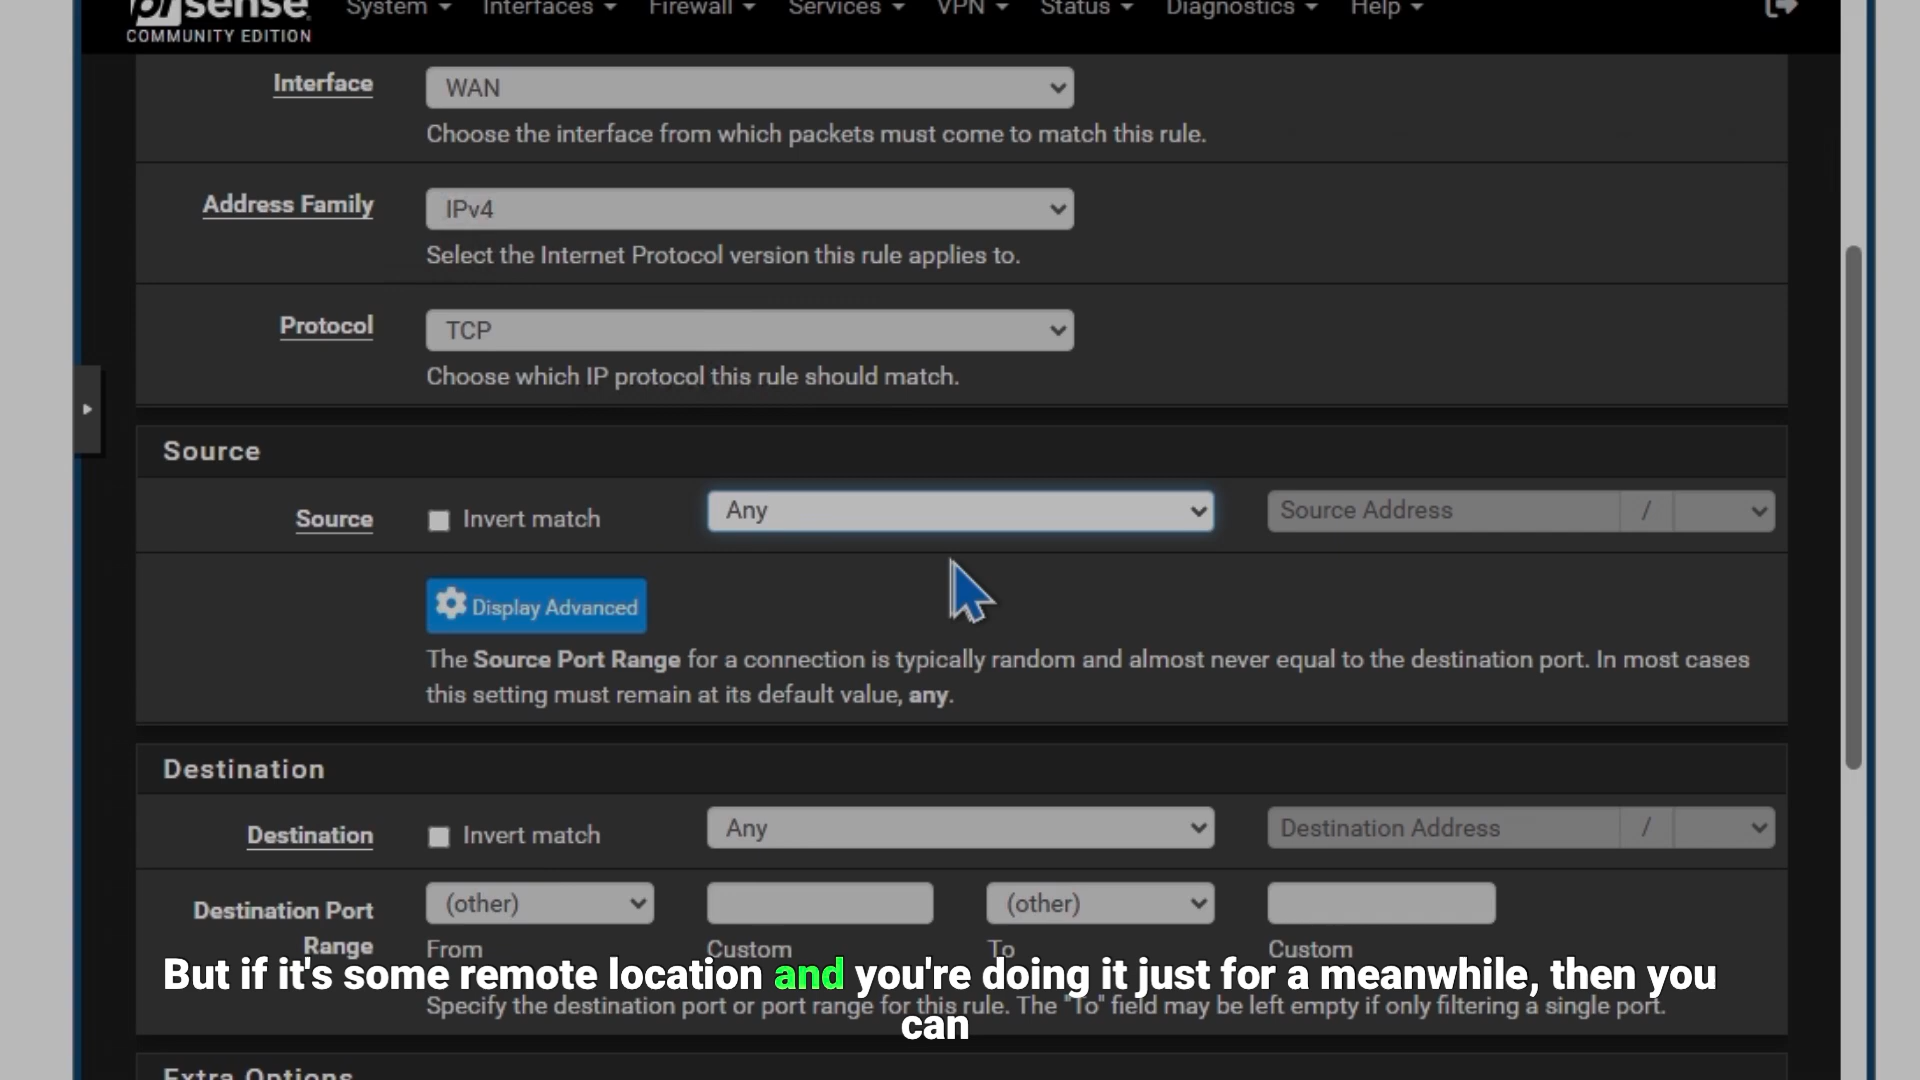 pfsense
COMMUNITY EDITION
System Interfaces Firewall Services VPN Status Diagnostics Help
Interface WAN
Choose the interface from which packets must come to match this rule.
Address Family IPv4
Select the Internet Protocol version this rule applies to.
Protocol TCP
Choose which IP protocol this rule should match.
Source
Source Invert match Any Source Address /
Display Advanced
The Source Port Range for a connection is typically random and almost never equal to the destination port. In most cases
this setting must remain at its default value, any.
Destination
Destination Invert match Any Destination Address /
Destination Port (other) (other)
Range From Custom To Custom
But if it's some remote location and you're doing it just for a meanwhile, then you
can
Specify the destination port or port range for this rule. The "To" field may be left empty if only filtering a single port.
Extra Options